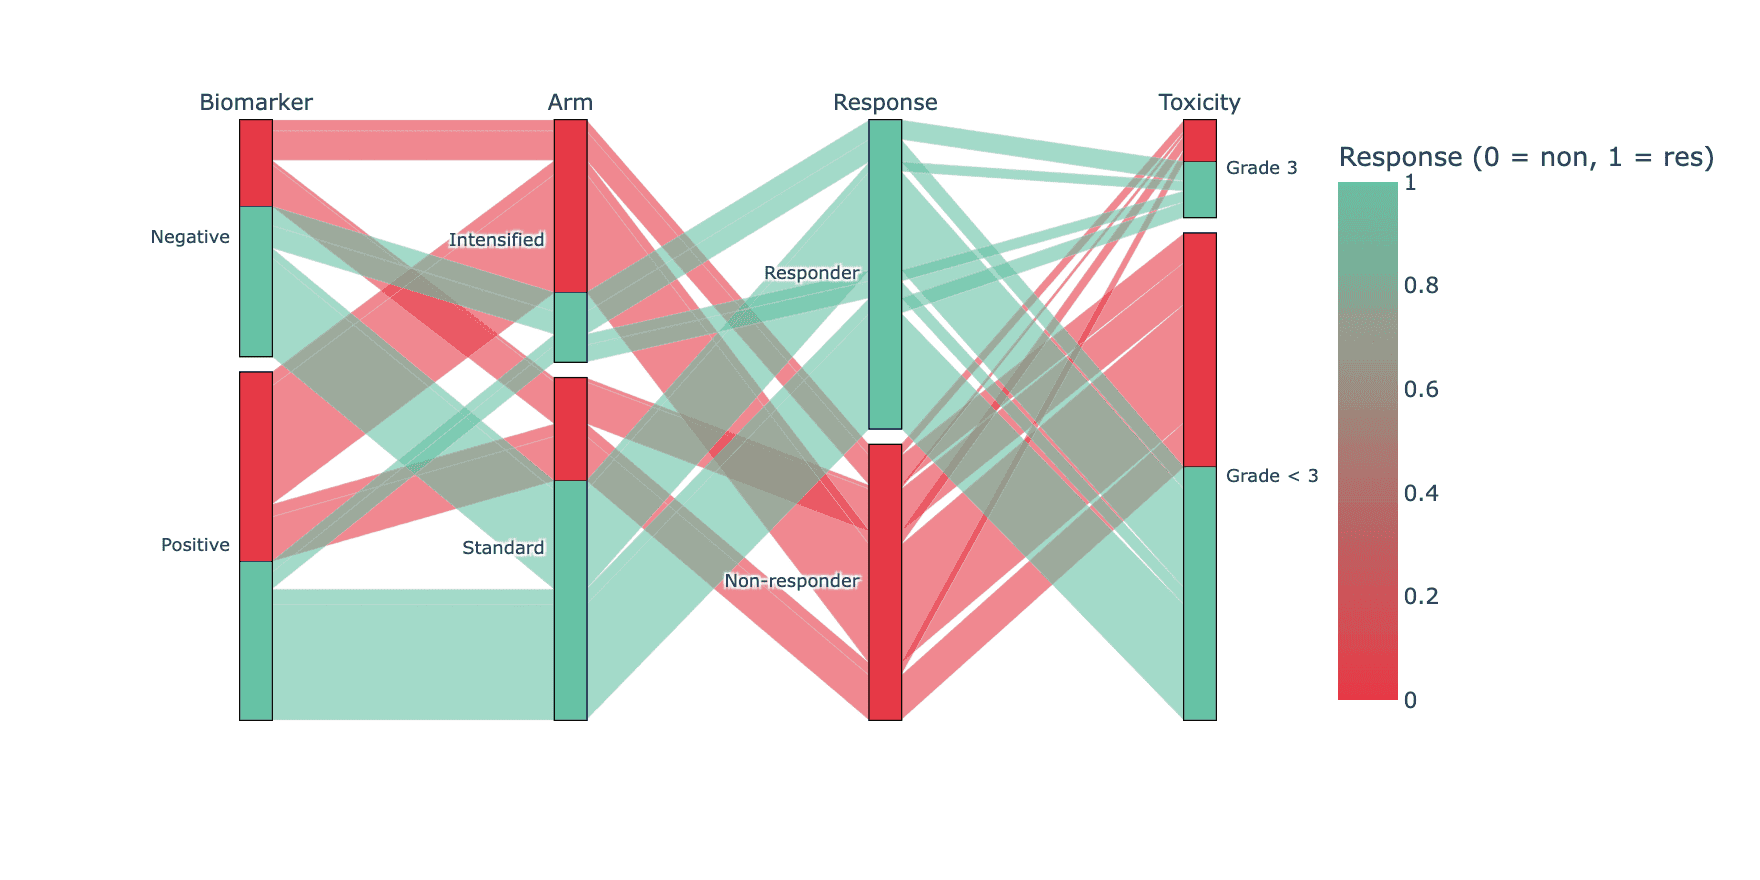 Biomarker
Arm
Response
Toxicity
Response (0 = non, 1 = res)
Negative
Positive
Intensified
Standard
Responder
Non-responder
Grade 3
Grade < 3
1
0.8
0.6
0.4
0.2
0